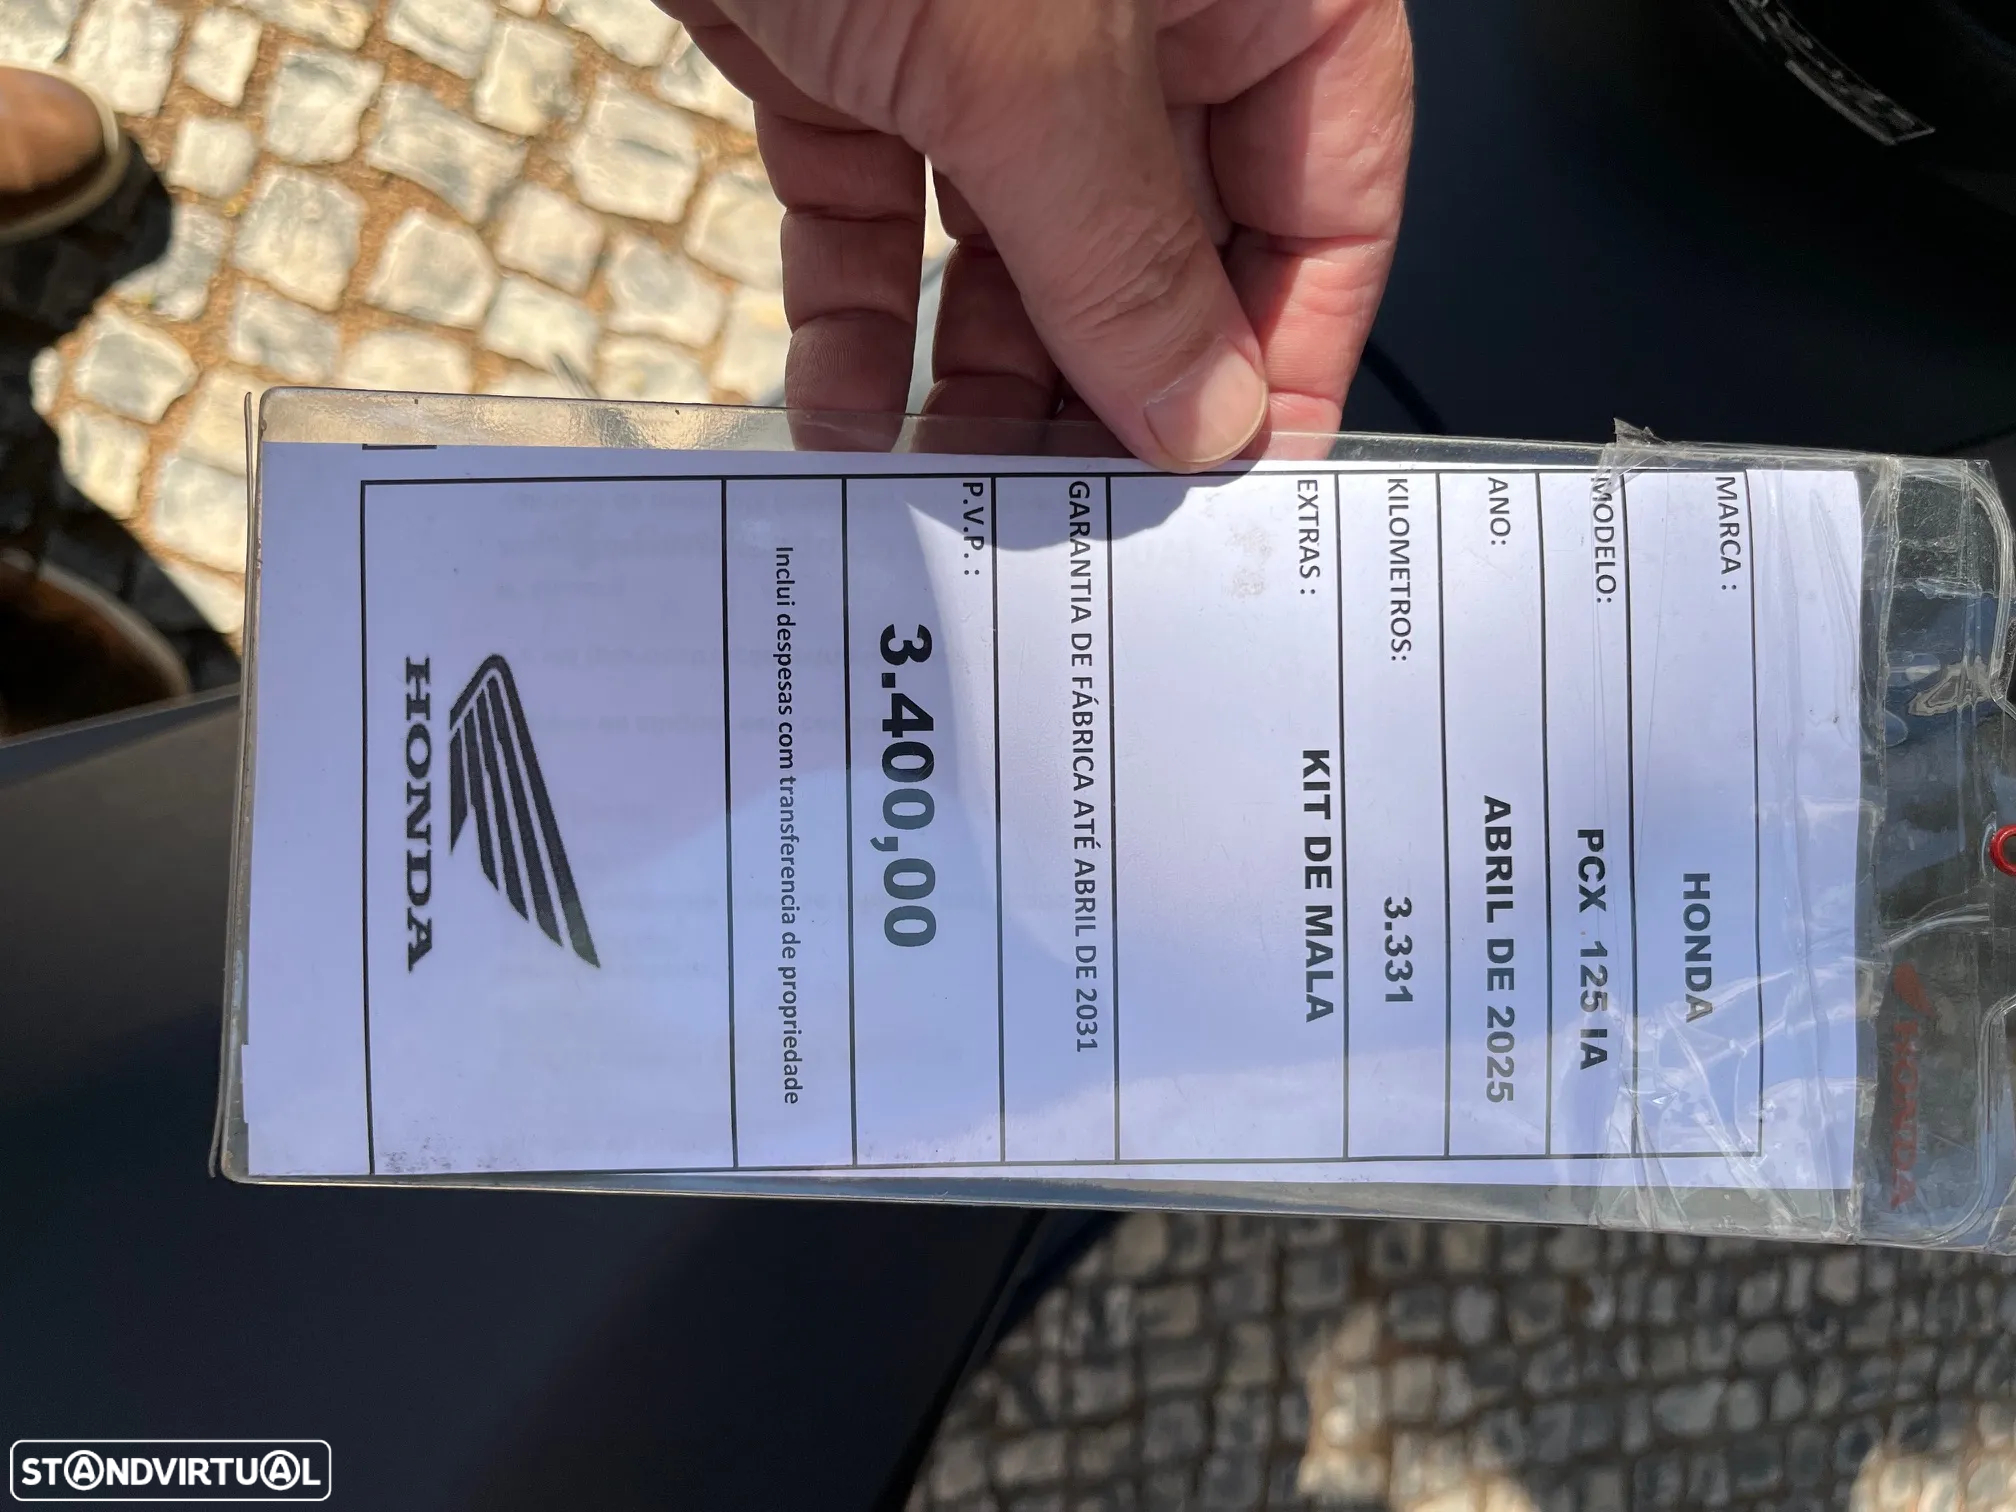 MARCA : HONDA
MODELO: PCX 125 IA
ANO: ABRIL DE 2025
KILOMETROS: 3.331
EXTRAS : KIT DE MALA
GARANTIA DE FÁBRICA ATÉ ABRIL DE 2031
P.V.P. :
3.400,00
Inclui despesas com transferencia de propriedade
HONDA
HONDA
STANDVIRTUAL